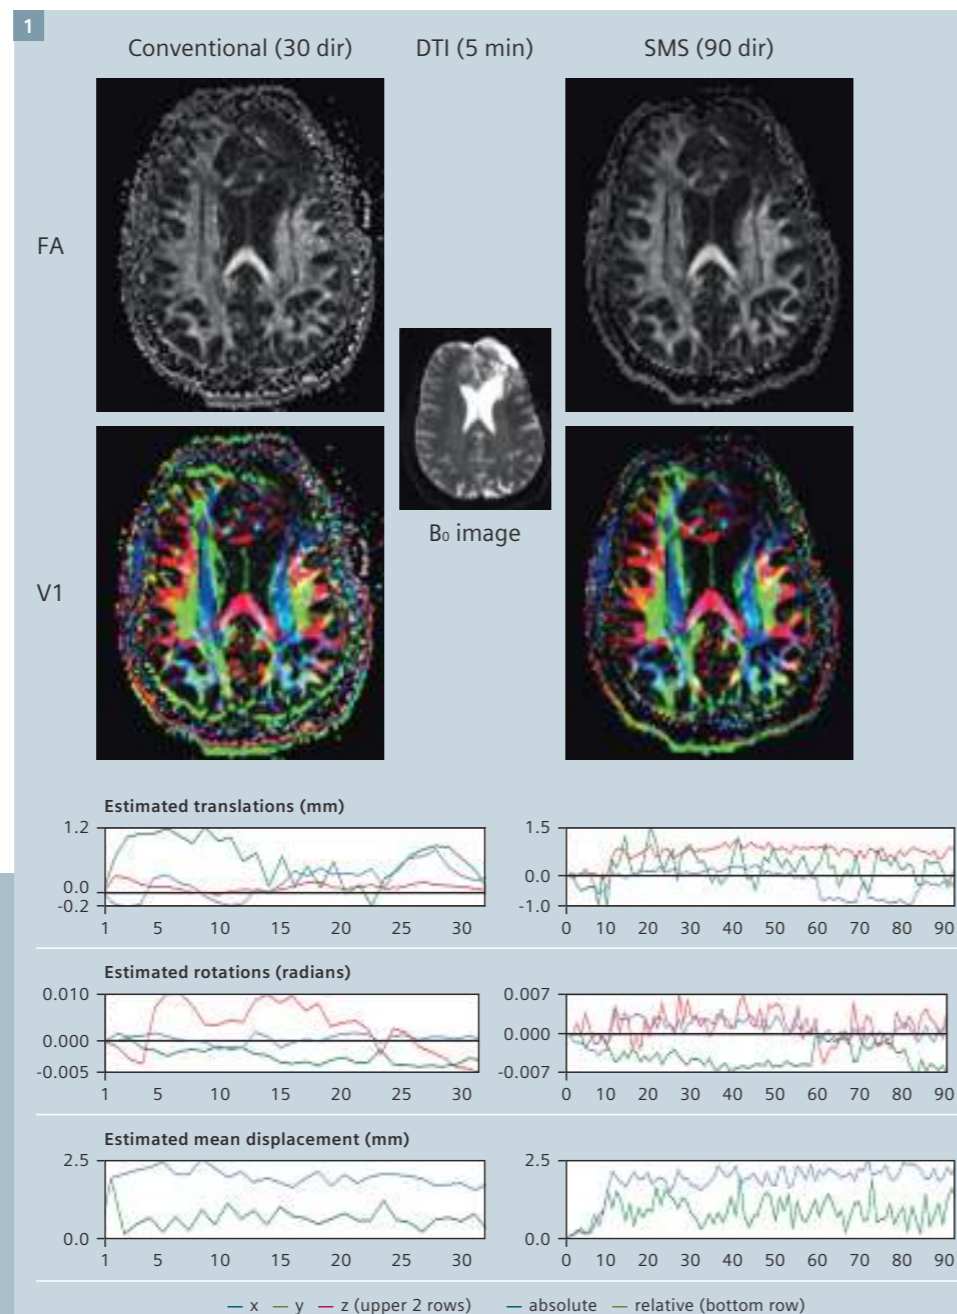 1
Conventional (30 dir)
DTI (5 min)
SMS (90 dir)
FA
B₀ image
V1
Estimated translations (mm)
1.2
0.0
-0.2
1 5 10 15 20 25 30
1.5
0.0
-1.0
0 10 20 30 40 50 60 70 80 90
Estimated rotations (radians)
0.010
0.000
-0.005
1 5 10 15 20 25 30
0.007
0.000
-0.007
0 10 20 30 40 50 60 70 80 90
Estimated mean displacement (mm)
2.5
0.0
1 5 10 15 20 25 30
2.5
0.0
0 10 20 30 40 50 60 70 80 90
x y z (upper 2 rows) absolute relative (bottom row)